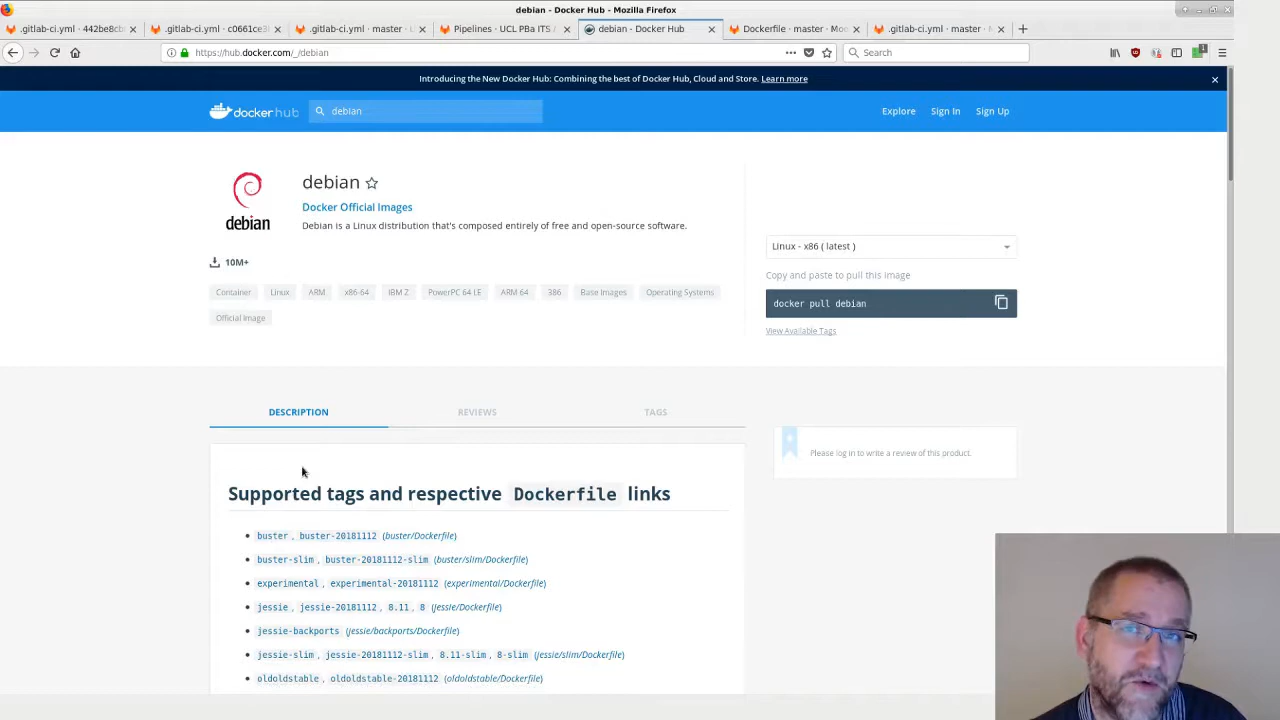 debian - Docker Hub - Mozilla Firefox
.gitlab-ci.yml - 442be8cb
.gitlab-ci.yml - c0661ce3
.gitlab-ci.yml - master - L
Pipelines - UCL PBa ITS /
debian - Docker Hub
Dockerfile - master - Moo
.gitlab-ci.yml - master - M
https://hub.docker.com/_/debian
Search
1
Introducing the New Docker Hub: Combining the best of Docker Hub, Cloud and Store. Learn more
docker hub
debian
Explore Sign In Sign Up
debian
debian
Docker Official Images
Debian is a Linux distribution that's composed entirely of free and open-source software.
10M+
Container Linux ARM x86-64 IBM Z PowerPC 64 LE ARM 64 386 Base Images Operating Systems
Official Image
Linux - x86 ( latest )
Copy and paste to pull this image
docker pull debian
View Available Tags
DESCRIPTION REVIEWS TAGS
Please log in to write a review of this product.
Supported tags and respective Dockerfile links
buster , buster-20181112 (buster/Dockerfile)
buster-slim , buster-20181112-slim (buster/slim/Dockerfile)
experimental , experimental-20181112 (experimental/Dockerfile)
jessie , jessie-20181112 , 8.11 , 8 (jessie/Dockerfile)
jessie-backports (jessie/backports/Dockerfile)
jessie-slim , jessie-20181112-slim , 8.11-slim , 8-slim (jessie/slim/Dockerfile)
oldoldstable , oldoldstable-20181112 (oldoldstable/Dockerfile)